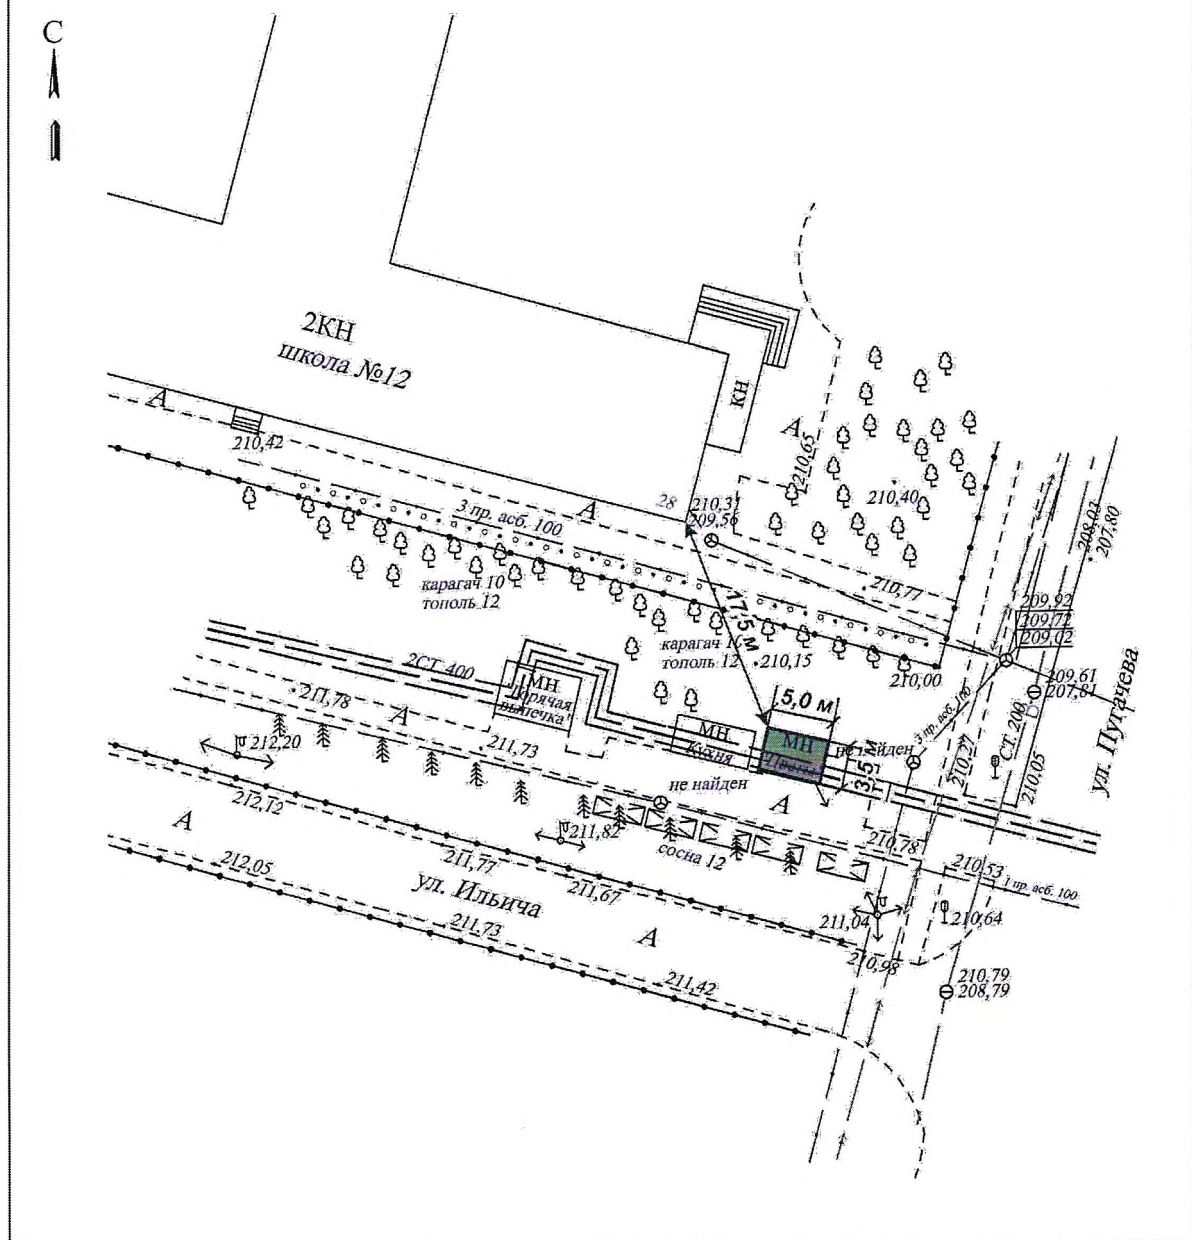 С
2КН
школа №12
КН
А
А
210,42
210,65
210,40
28
210,31
209,56
А
3 пр. асб. 100
208,03
207,80
210,77
карагач 10
тополь 12
17,5 м
209,92
209,72
209,02
карагач 1
тополь 12
210,15
210,00
209,61
207,81
ул. Пугачева
2СТ 400
МН
"Горячая
выпечка"
211,78
А
5,0 м
3 пр. асб. 100
СТ. 200
МН
Кухня
МН
не найден
3,5 м
210,27
210,05
212,20
211,73
не найден
А
212,12
А
211,82
сосна 12
210,78
210,53
1 пр. асб. 100
212,05
211,77
211,67
ул. Ильича
211,04
210,64
211,73
А
210,98
210,79
208,79
211,42